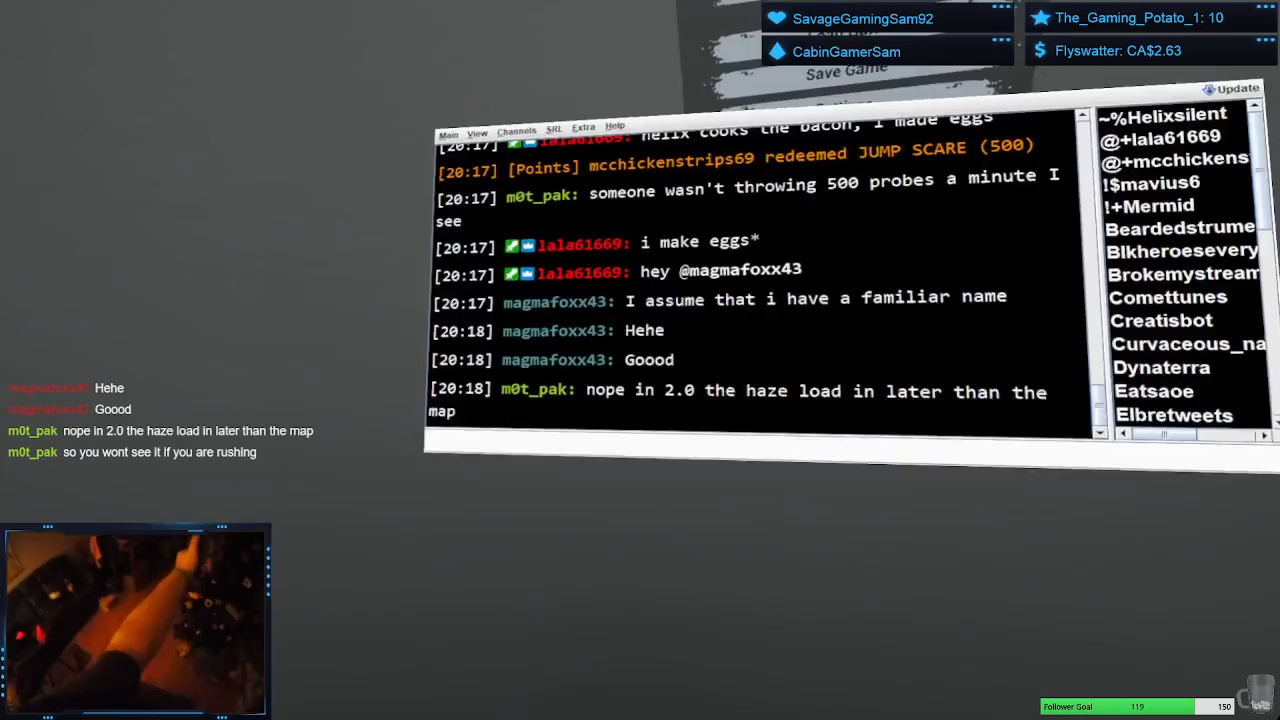 SavageGamingSam92
The_Gaming_Potato_1: 10
CabinGamerSam
Flyswatter: CA$2.63
Save Game
Update
Main View Channels SRL Extra Help
[20:17] lala61669: helix cooks the bacon, i made eggs
[20:17] [Points] mcchickenstrips69 redeemed JUMP SCARE (500)
[20:17] m0t_pak: someone wasn't throwing 500 probes a minute I
see
[20:17] lala61669: i make eggs*
[20:17] lala61669: hey @magmafoxx43
[20:17] magmafoxx43: I assume that i have a familiar name
[20:18] magmafoxx43: Hehe
[20:18] magmafoxx43: Goood
[20:18] m0t_pak: nope in 2.0 the haze load in later than the
map
~%Helixsilent
@+lala61669
@+mcchickens
!$mavius6
!+Mermid
Beardedstrume
Blkheroesevery
Brokemystream
Comettunes
Creatisbot
Curvaceous_na
Dynaterra
Eatsaoe
Elbretweets
magmafoxx43 Hehe
magmafoxx43 Goood
m0t_pak nope in 2.0 the haze load in later than the map
m0t_pak so you wont see it if you are rushing
Follower Goal 119 150